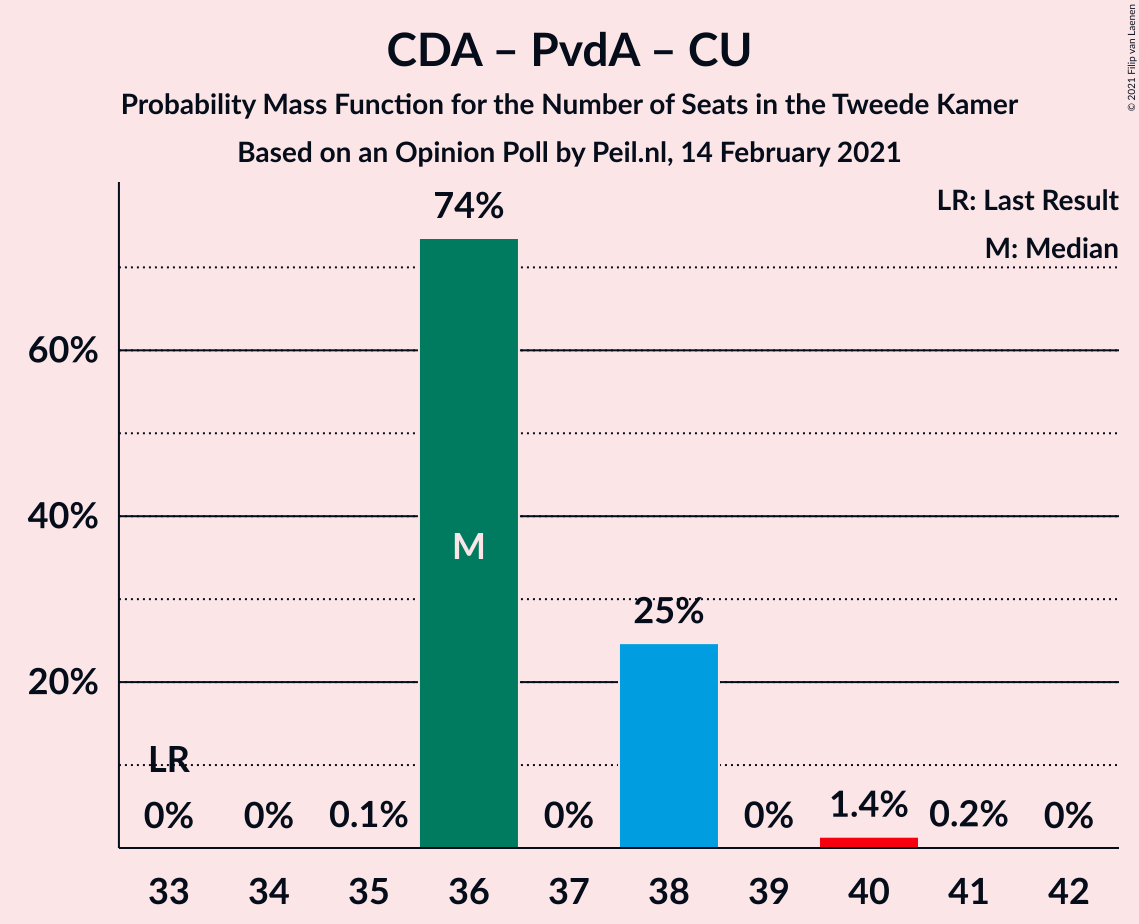 CDA – PvdA – CU
Probability Mass Function for the Number of Seats in the Tweede Kamer
Based on an Opinion Poll by Peil.nl, 14 February 2021
© 2021 Filip van Laenen
LR: Last Result
M: Median
74%
60%
40%
M
25%
20%
LR
0% 0% 0.1% 0% 0% 1.4% 0.2% 0%
33 34 35 36 37 38 39 40 41 42